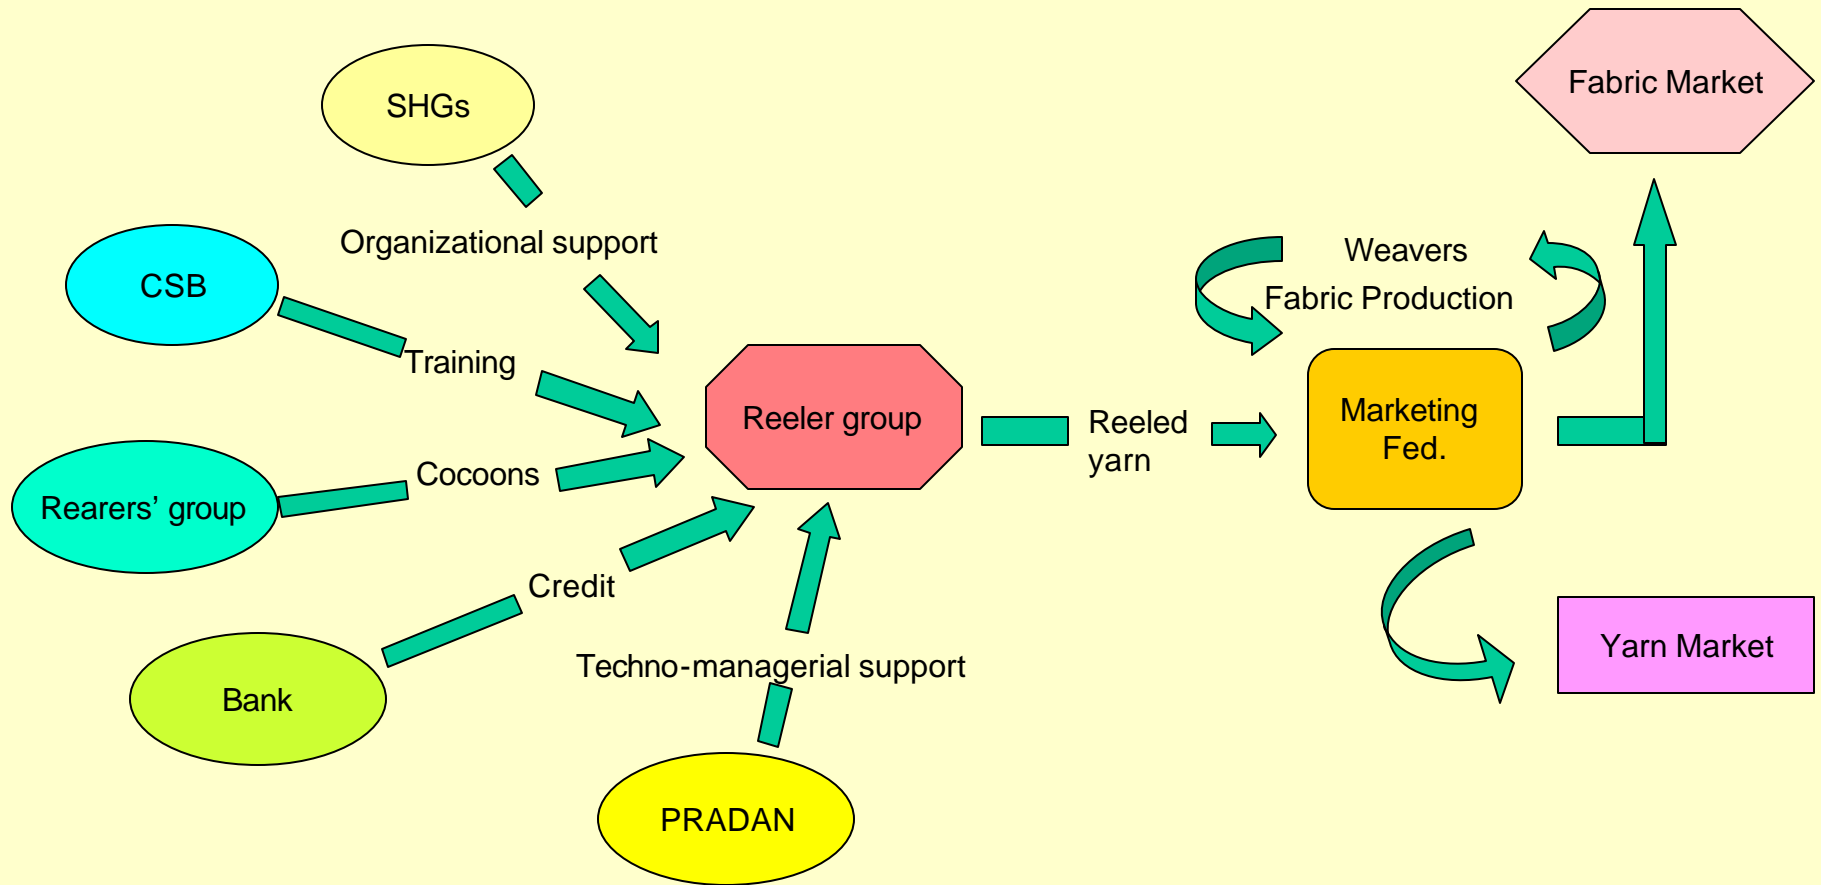 Fabric Market
SHGs
Organizational support
Weavers
Fabric Production
CSB
Training
Reeler group
Reeled
yarn
Marketing
Fed.
Cocoons
Rearers’ group
Credit
Bank
Techno-managerial support
Yarn Market
PRADAN